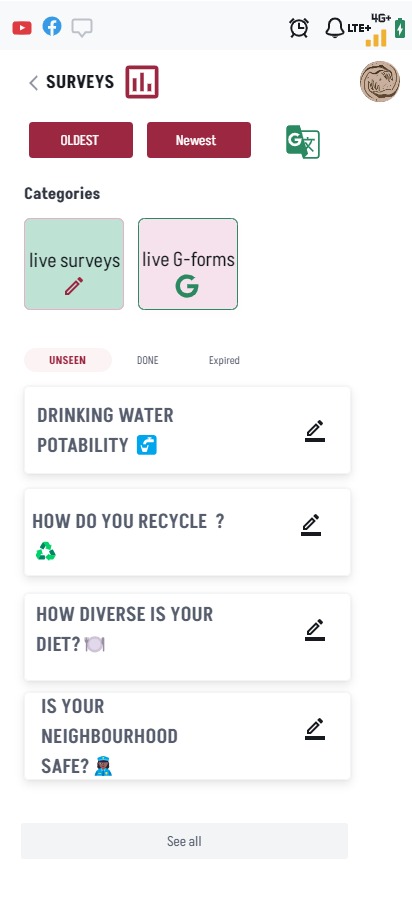 4G+
LTE+
SURVEYS
OLDEST Newest
G 文
Categories
live surveys live G-forms
G
UNSEEN DONE Expired
DRINKING WATER
POTABILITY
HOW DO YOU RECYCLE ?
HOW DIVERSE IS YOUR
DIET?
IS YOUR
NEIGHBOURHOOD
SAFE?
See all